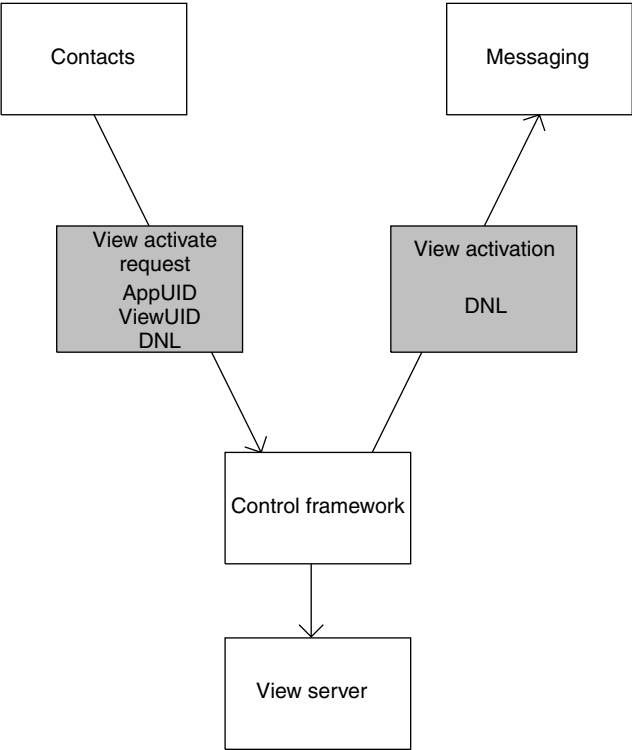 Contacts
Messaging
View activate
request
AppUID
ViewUID
DNL
View activation
DNL
Control framework
View server